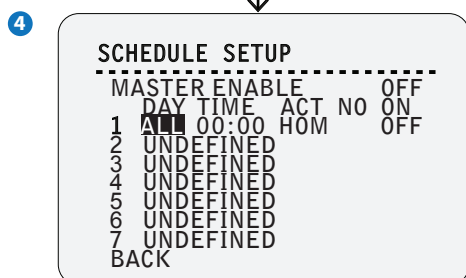 4
SCHEDULE SETUP
MASTER ENABLE OFF
DAY TIME ACT NO ON
1 ALL 00:00 HOM OFF
2 UNDEFINED
3 UNDEFINED
4 UNDEFINED
5 UNDEFINED
6 UNDEFINED
7 UNDEFINED
BACK